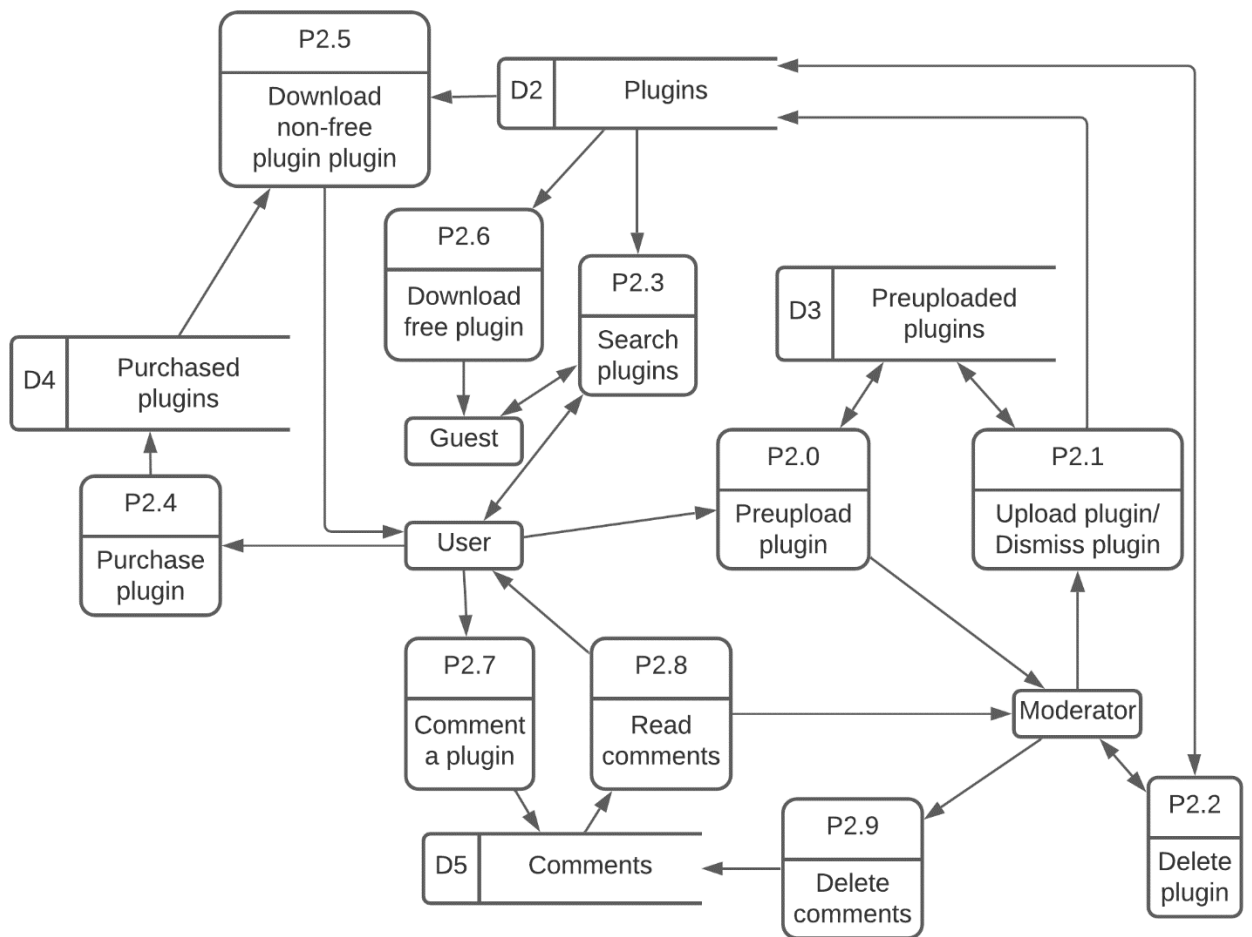 P2.5
Download
non-free
plugin plugin
D2
Plugins
P2.6
Download
free plugin
P2.3
Search
plugins
D3
Preuploaded
plugins
D4
Purchased
plugins
Guest
P2.0
Preupload
plugin
P2.1
Upload plugin/
Dismiss plugin
P2.4
Purchase
plugin
User
P2.7
Comment
a plugin
P2.8
Read
comments
Moderator
P2.2
Delete
plugin
D5
Comments
P2.9
Delete
comments